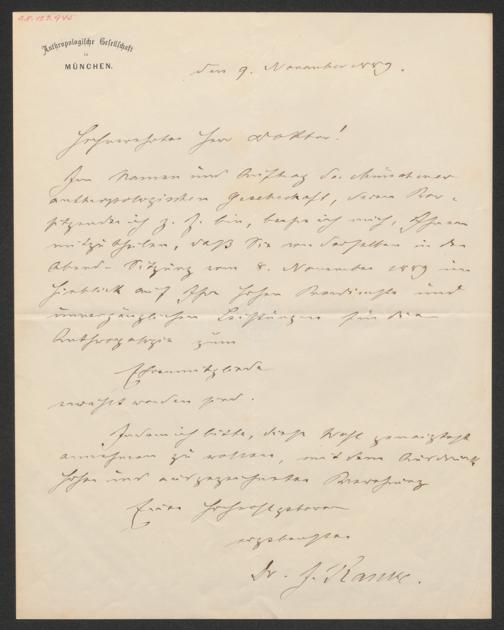 Anthropologische Gesellschaft
in
MÜNCHEN.
den 9. November 1889.
Hochverehrter Herr Doktor!
Im Namen und Auftrag der Münchener
anthropologischen Gesellschaft, deren Vor-
sitzender ich z. Z. bin, beehre ich mich, Ihnen
mitzutheilen, daß Sie von derselben in der
Abend-Sitzung vom 8. November 1889 im
Hinblick auf Ihre hohen Verdienste und
unvergänglichen Leistungen für die
Anthropologie zum
Ehrenmitgliede
erwählt worden sind.
Indem ich bitte, diese Wahl geneigtest
annehmen zu wollen, mit dem Ausdruck
hoher und ausgezeichneter Verehrung
Euer Hochwohlgeboren
ergebenster
Dr. J. Ranke.